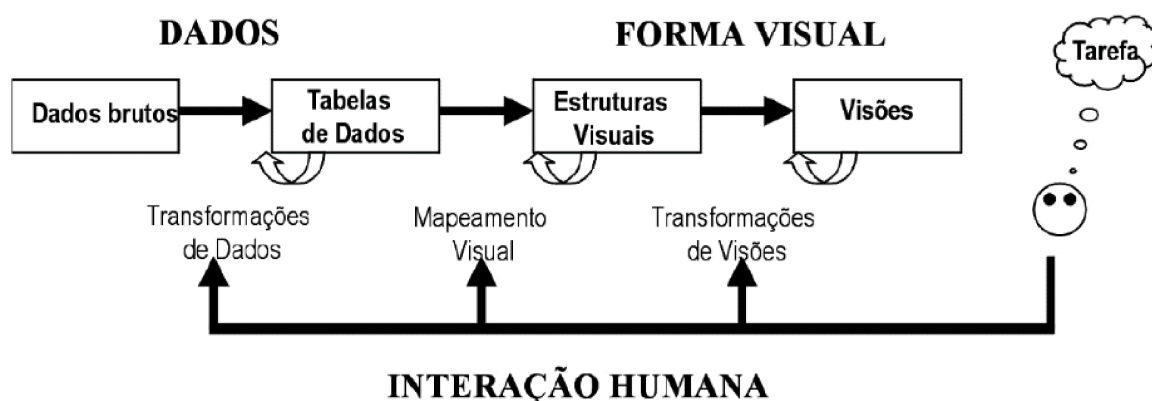 DADOS
FORMA VISUAL
Tarefa
Dados brutos
Tabelas
de Dados
Estruturas
Visuais
Visões
Transformações
de Dados
Mapeamento
Visual
Transformações
de Visões
INTERAÇÃO HUMANA